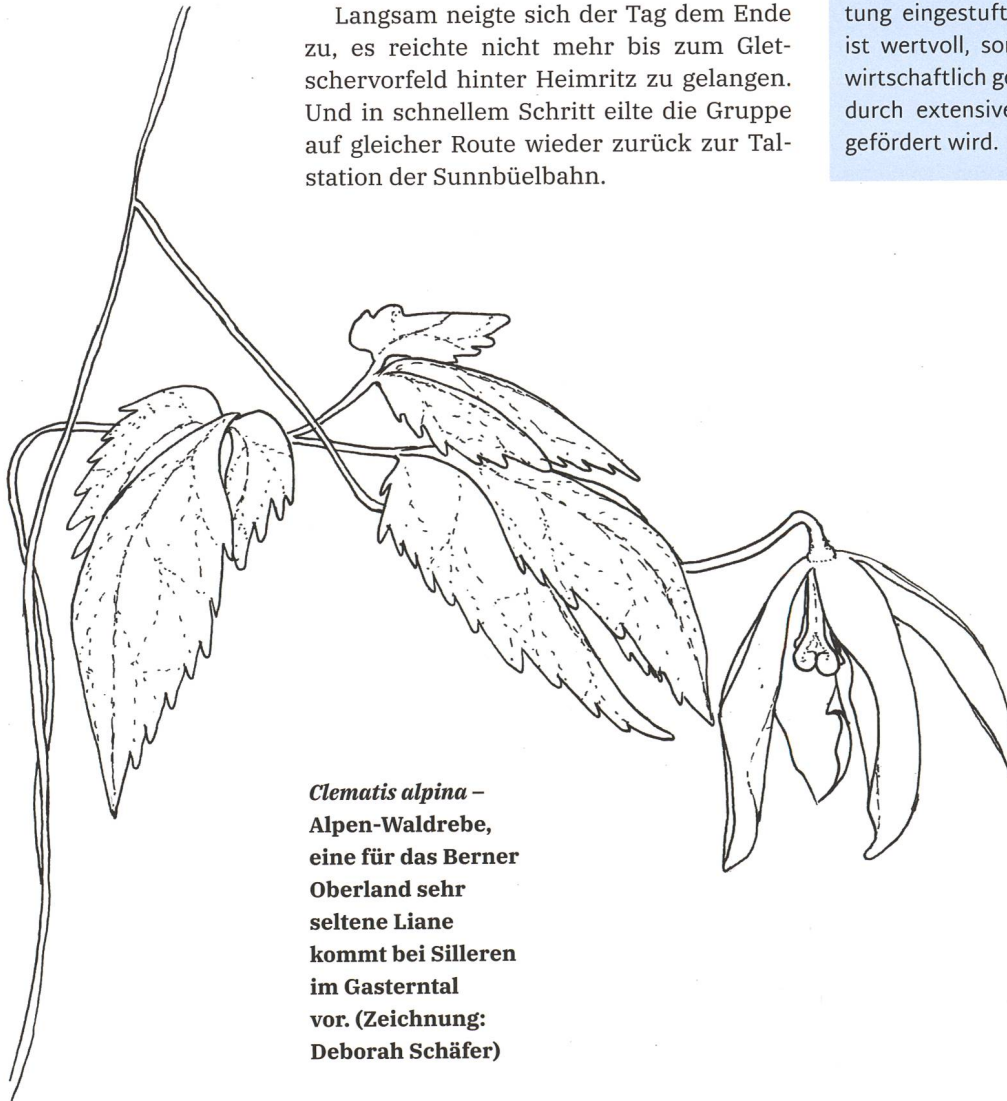 Langsam neigte sich der Tag dem Ende
zu, es reichte nicht mehr bis zum Glet-
schervorfeld hinter Heimritz zu gelangen.
Und in schnellem Schritt eilte die Gruppe
auf gleicher Route wieder zurück zur Tal-
station der Sunnbüelbahn.
tung eingestuft
ist wertvoll,
wirtschaftlich
durch extensive
gefördert wird.
Clematis alpina –
Alpen-Waldrebe,
eine für das Berner
Oberland sehr
seltene Liane
kommt bei Silleren
im Gasterntal
vor. (Zeichnung:
Deborah Schäfer)